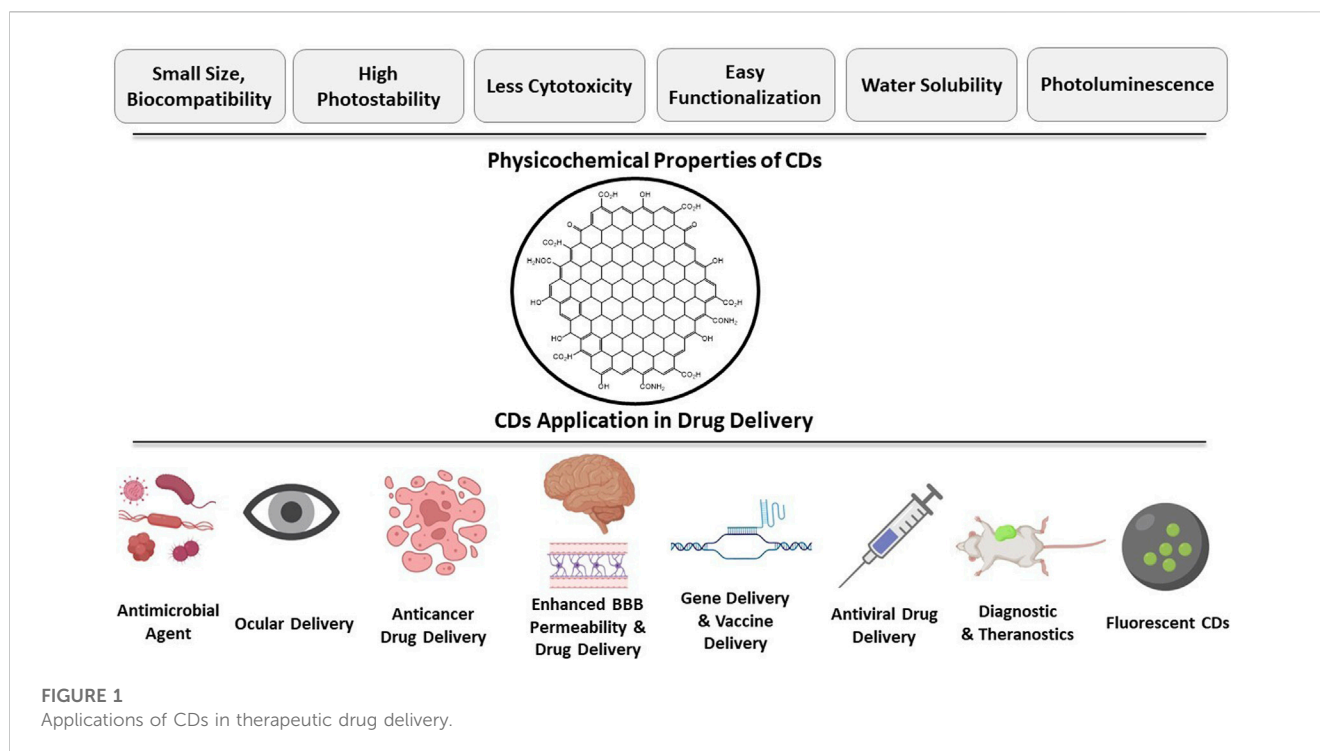 Small Size,
Biocompatibility
High
Photostability
Less Cytotoxicity
Easy
Functionalization
Water Solubility
Photoluminescence
Physicochemical Properties of CDs
CO₂H
OH
CO₂H
O
O
CO₂H
H₂NOC
OH
HO
CO₂H
CONH₂
HO
OH
CO₂H
CO₂H
OH
CONH₂
CDs Application in Drug Delivery
Antimicrobial
Agent
Ocular Delivery
Anticancer
Drug Delivery
Enhanced BBB
Permeability &
Drug Delivery
Gene Delivery
& Vaccine
Delivery
Antiviral Drug
Delivery
Diagnostic
& Theranostics
Fluorescent CDs
FIGURE 1
Applications of CDs in therapeutic drug delivery.